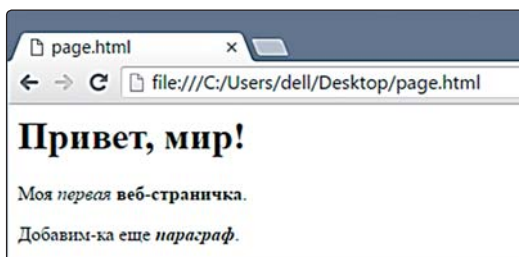 page.html
file:///C:/Users/dell/Desktop/page.html
Привет, мир!
Моя первая веб-страничка.
Добавим-ка еще параграф.